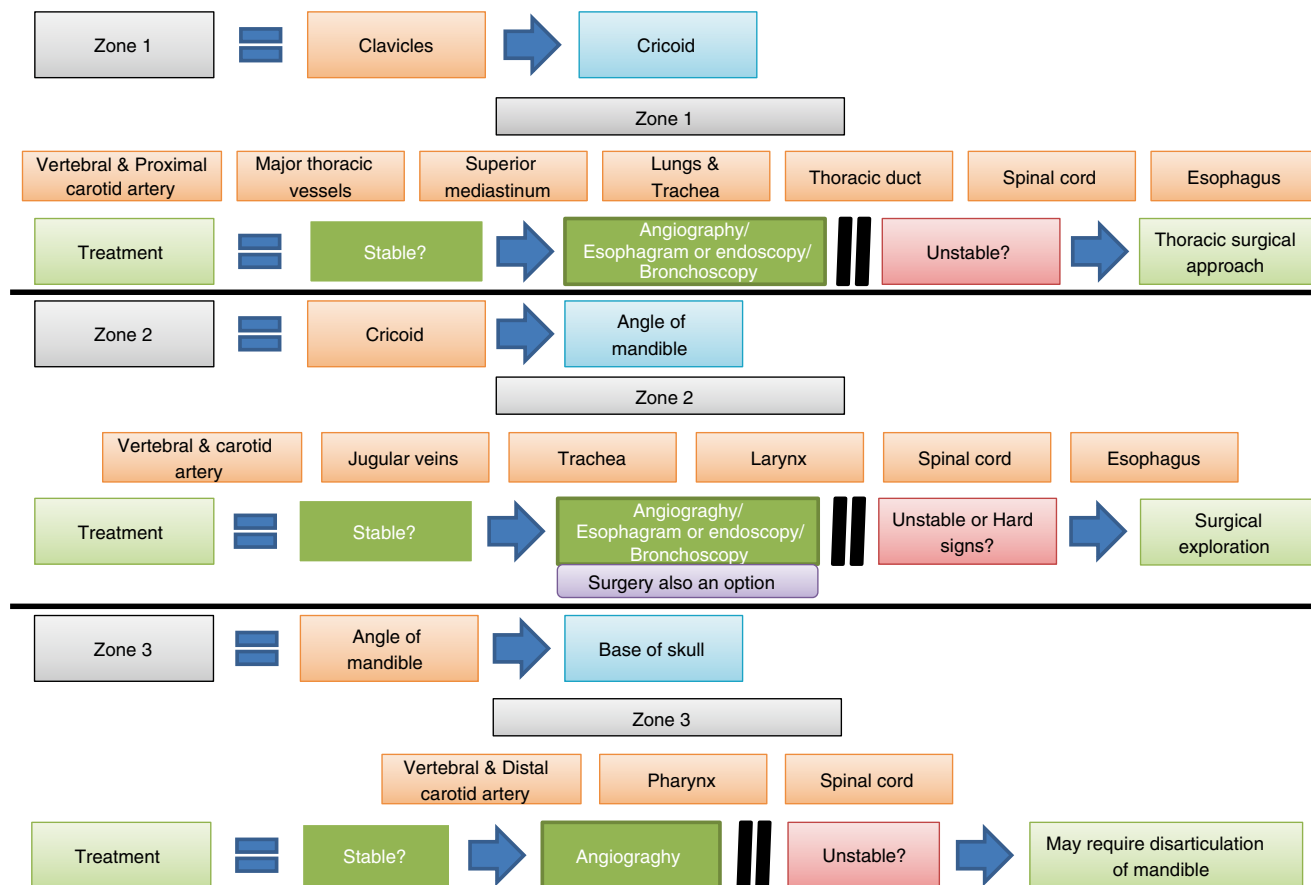 Zone 1
Clavicles
Cricoid
Zone 1
Vertebral & Proximal
carotid artery
Major thoracic
vessels
Superior
mediastinum
Lungs &
Trachea
Thoracic duct
Spinal cord
Esophagus
Treatment
Stable?
Angiography/
Esophagram or endoscopy/
Bronchoscopy
Unstable?
Thoracic surgical
approach
Zone 2
Cricoid
Angle of
mandible
Zone 2
Vertebral & carotid
artery
Jugular veins
Trachea
Larynx
Spinal cord
Esophagus
Treatment
Stable?
Angiograghy/
Esophagram or endoscopy/
Bronchoscopy
Surgery also an option
Unstable or Hard
signs?
Surgical
exploration
Zone 3
Angle of
mandible
Base of skull
Zone 3
Vertebral & Distal
carotid artery
Pharynx
Spinal cord
Treatment
Stable?
Angiograghy
Unstable?
May require disarticulation
of mandible